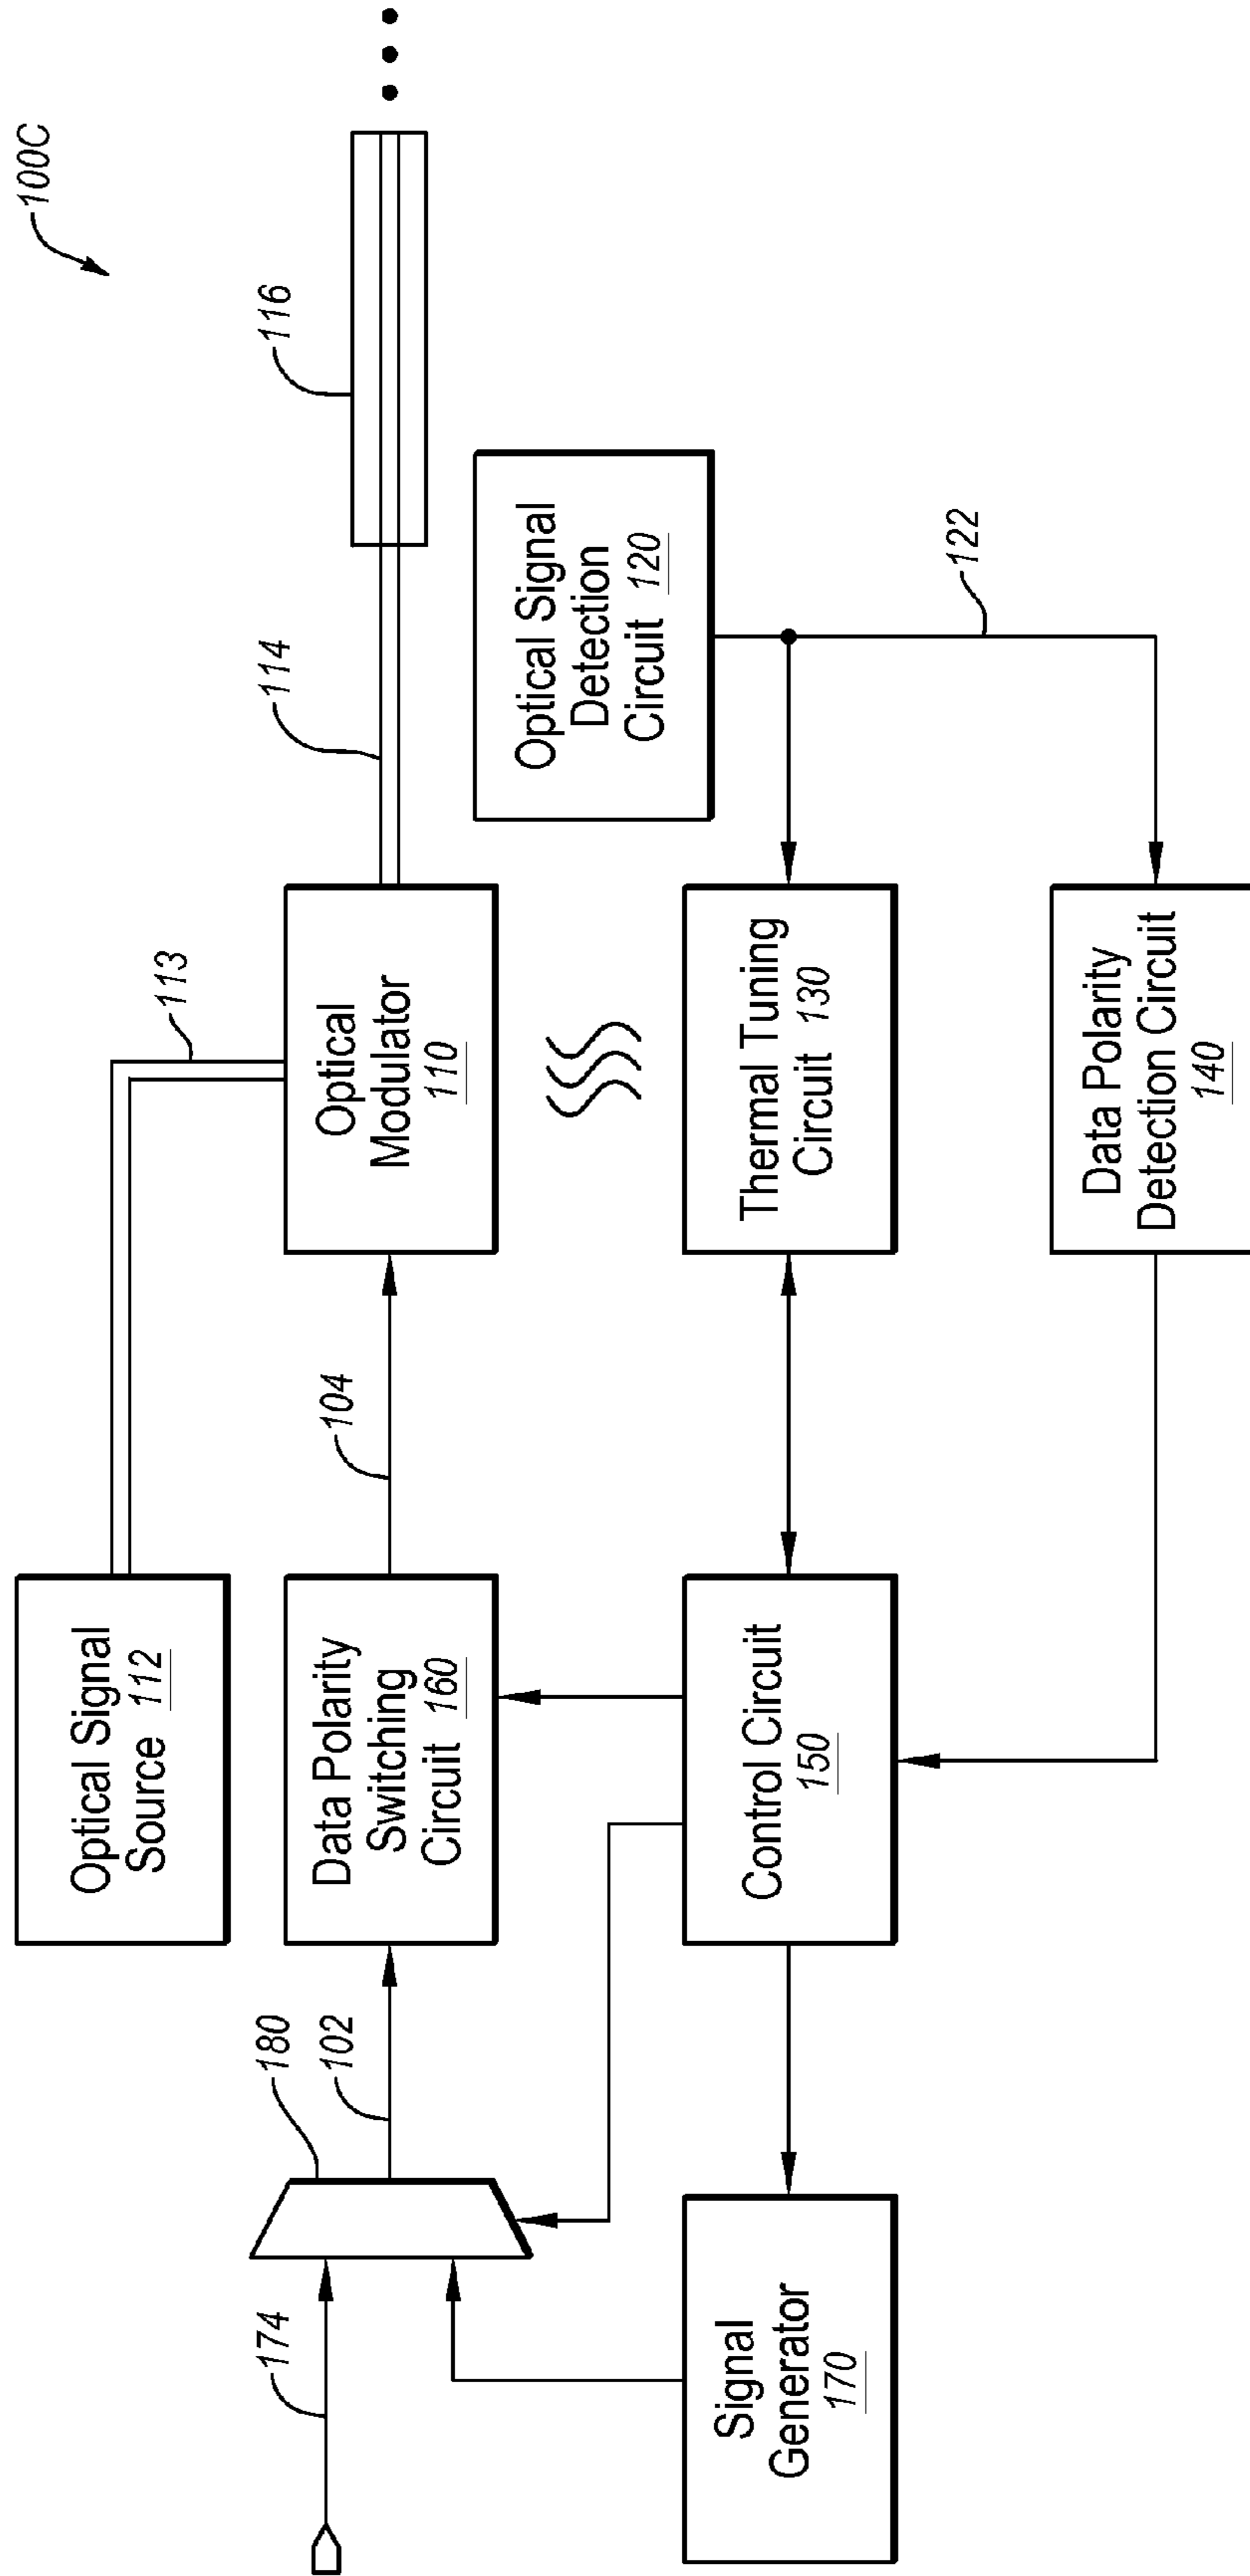 100C
Optical Signal
Source 112
113
116
114
180
102
104
174
Data Polarity
Switching
Circuit 160
Optical
Modulator
110
Optical Signal
Detection
Circuit 120
122
Signal
Generator
170
Control Circuit
150
Thermal Tuning
Circuit 130
Data Polarity
Detection Circuit
140